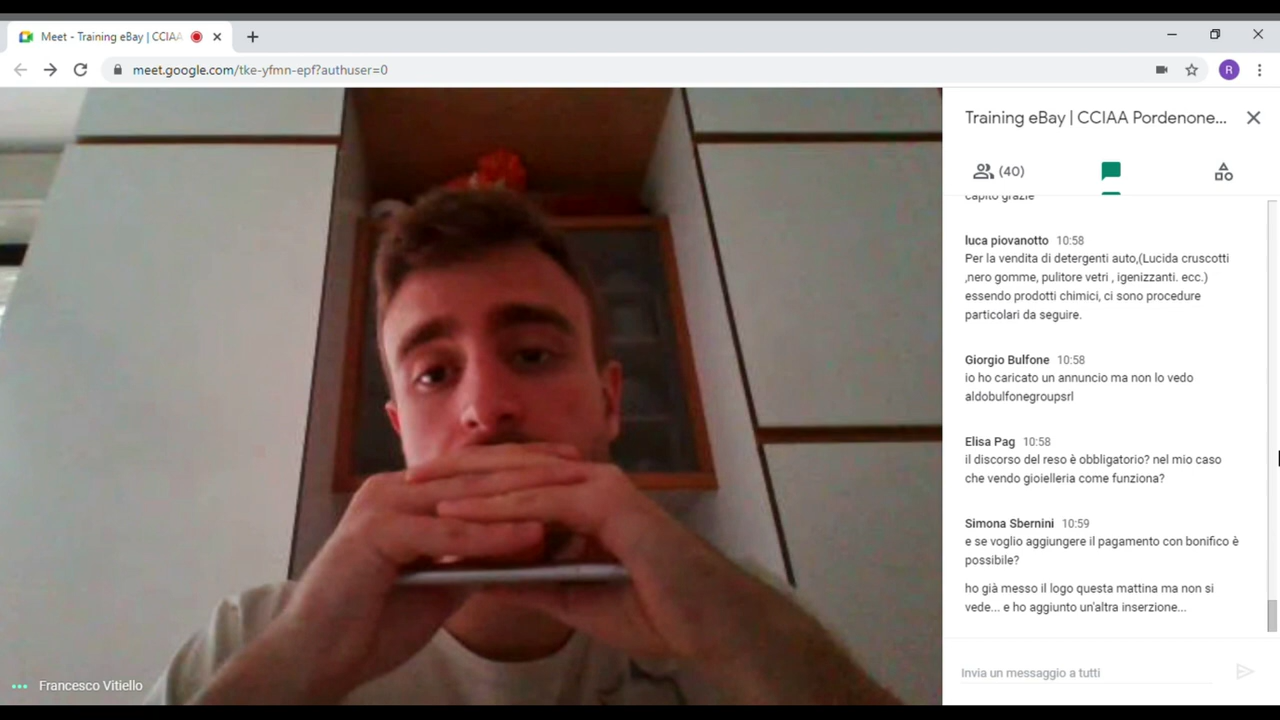 Meet - Training eBay | CCIAA
meet.google.com/tke-yfmn-epf?authuser=0
R
Training eBay | CCIAA Pordenone...
(40)
capito grazie
luca piovanotto 10:58
Per la vendita di detergenti auto,(Lucida cruscotti
,nero gomme, pulitore vetri , igenizzanti. ecc.)
essendo prodotti chimici, ci sono procedure
particolari da seguire.
Giorgio Bulfone 10:58
io ho caricato un annuncio ma non lo vedo
aldobulfonegroupsrl
Elisa Pag 10:58
il discorso del reso è obbligatorio? nel mio caso
che vendo gioielleria come funziona?
Simona Sbernini 10:59
e se voglio aggiungere il pagamento con bonifico è
possibile?
ho già messo il logo questa mattina ma non si
vede... e ho aggiunto un'altra inserzione...
Invia un messaggio a tutti
Francesco Vitiello